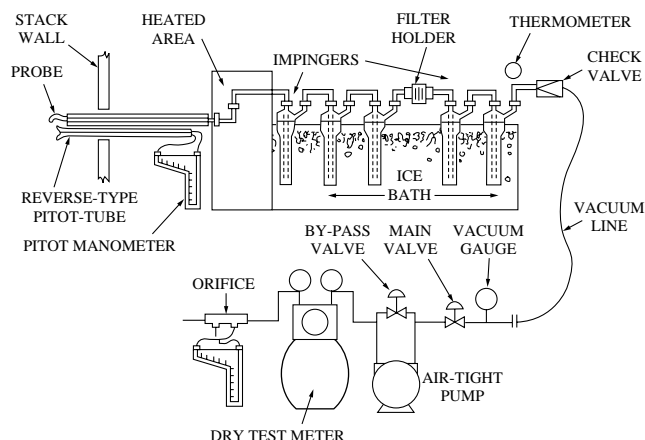 STACK
WALL
HEATED
AREA
FILTER
HOLDER
THERMOMETER
IMPINGERS
CHECK
VALVE
PROBE
ICE
BATH
REVERSE-TYPE
PITOT-TUBE
PITOT MANOMETER
VACUUM
LINE
BY-PASS
VALVE
MAIN
VALVE
VACUUM
GAUGE
ORIFICE
AIR-TIGHT
PUMP
DRY TEST METER